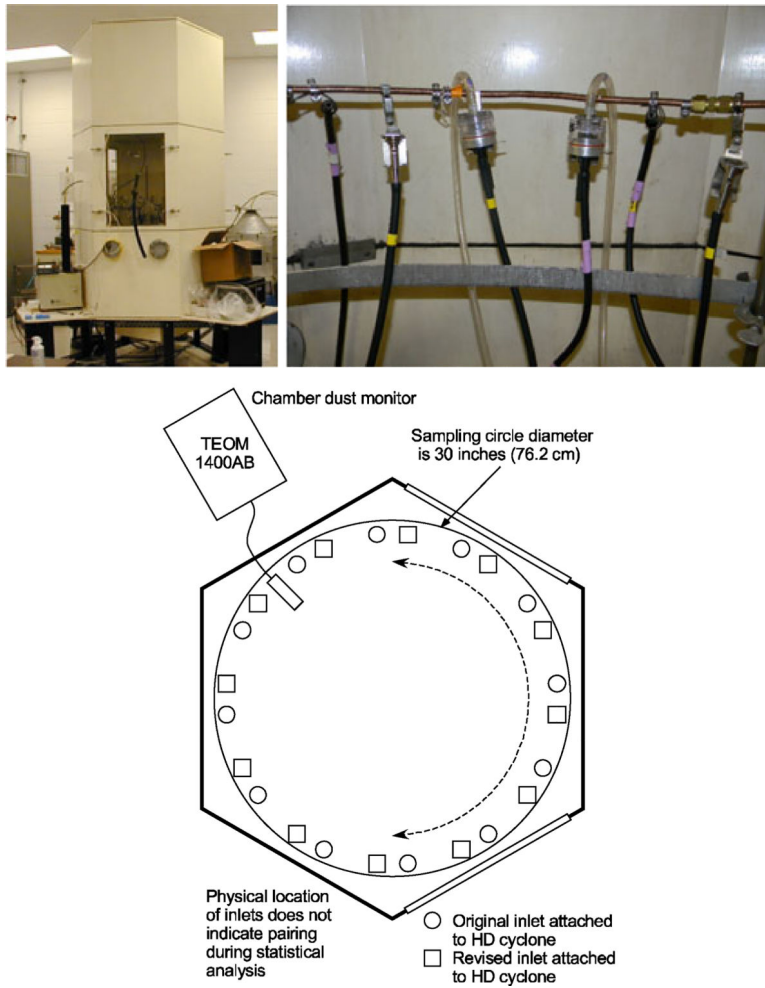 Chamber dust monitor
TEOM
1400AB
Sampling circle diameter
is 30 inches (76.2 cm)
Physical location
of inlets does not
indicate pairing
during statistical
analysis
Original inlet attached
to HD cyclone
Revised inlet attached
to HD cyclone